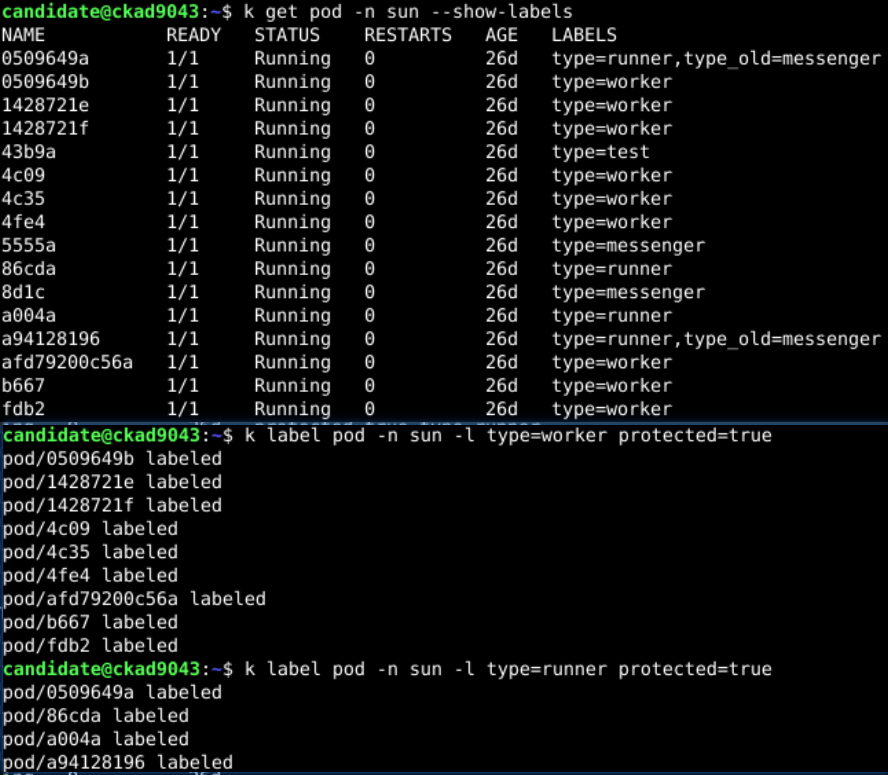 candidate@ckad9043:~$ k get pod -n sun --show-labels
NAME READY STATUS RESTARTS AGE LABELS
0509649a 1/1 Running 0 26d type=runner,type_old=messenger
0509649b 1/1 Running 0 26d type=worker
1428721e 1/1 Running 0 26d type=worker
1428721f 1/1 Running 0 26d type=worker
43b9a 1/1 Running 0 26d type=test
4c09 1/1 Running 0 26d type=worker
4c35 1/1 Running 0 26d type=worker
4fe4 1/1 Running 0 26d type=worker
5555a 1/1 Running 0 26d type=messenger
86cda 1/1 Running 0 26d type=runner
8d1c 1/1 Running 0 26d type=messenger
a004a 1/1 Running 0 26d type=runner
a94128196 1/1 Running 0 26d type=runner,type_old=messenger
afd79200c56a 1/1 Running 0 26d type=worker
b667 1/1 Running 0 26d type=worker
fdb2 1/1 Running 0 26d type=worker
candidate@ckad9043:~$ k label pod -n sun -l type=worker protected=true
pod/0509649b labeled
pod/1428721e labeled
pod/1428721f labeled
pod/4c09 labeled
pod/4c35 labeled
pod/4fe4 labeled
pod/afd79200c56a labeled
pod/b667 labeled
pod/fdb2 labeled
candidate@ckad9043:~$ k label pod -n sun -l type=runner protected=true
pod/0509649a labeled
pod/86cda labeled
pod/a004a labeled
pod/a94128196 labeled